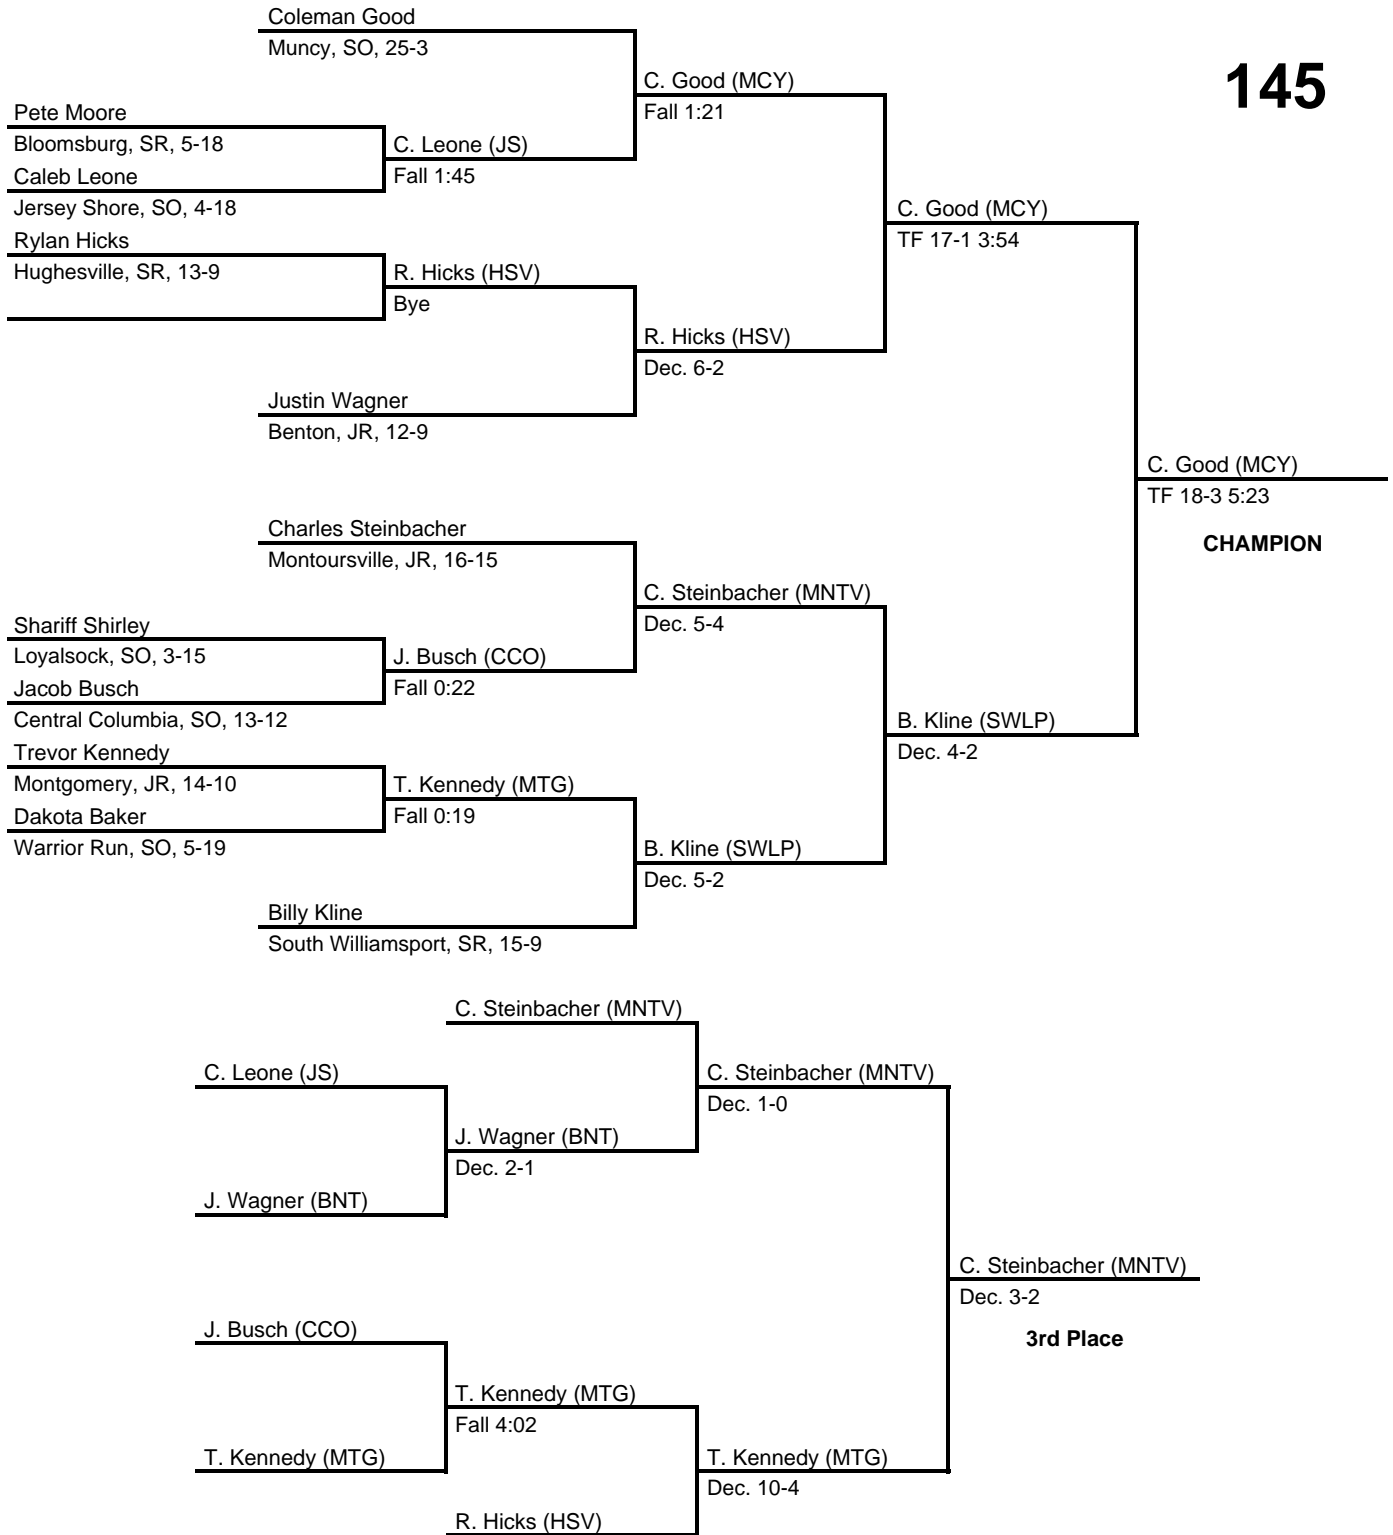 Coleman Good
Muncy, SO, 25-3
145
C. Good (MCY)
Fall 1:21
Pete Moore
Bloomsburg, SR, 5-18
C. Leone (JS)
Fall 1:45
Caleb Leone
Jersey Shore, SO, 4-18
C. Good (MCY)
TF 17-1 3:54
Rylan Hicks
Hughesville, SR, 13-9
R. Hicks (HSV)
Bye
R. Hicks (HSV)
Dec. 6-2
Justin Wagner
Benton, JR, 12-9
C. Good (MCY)
TF 18-3 5:23
CHAMPION
Charles Steinbacher
Montoursville, JR, 16-15
C. Steinbacher (MNTV)
Dec. 5-4
Shariff Shirley
Loyalsock, SO, 3-15
J. Busch (CCO)
Fall 0:22
Jacob Busch
Central Columbia, SO, 13-12
B. Kline (SWLP)
Dec. 4-2
Trevor Kennedy
Montgomery, JR, 14-10
T. Kennedy (MTG)
Fall 0:19
Dakota Baker
Warrior Run, SO, 5-19
B. Kline (SWLP)
Dec. 5-2
Billy Kline
South Williamsport, SR, 15-9
C. Steinbacher (MNTV)
C. Leone (JS)
C. Steinbacher (MNTV)
Dec. 1-0
J. Wagner (BNT)
Dec. 2-1
J. Wagner (BNT)
C. Steinbacher (MNTV)
Dec. 3-2
3rd Place
J. Busch (CCO)
T. Kennedy (MTG)
Fall 4:02
T. Kennedy (MTG)
T. Kennedy (MTG)
Dec. 10-4
R. Hicks (HSV)